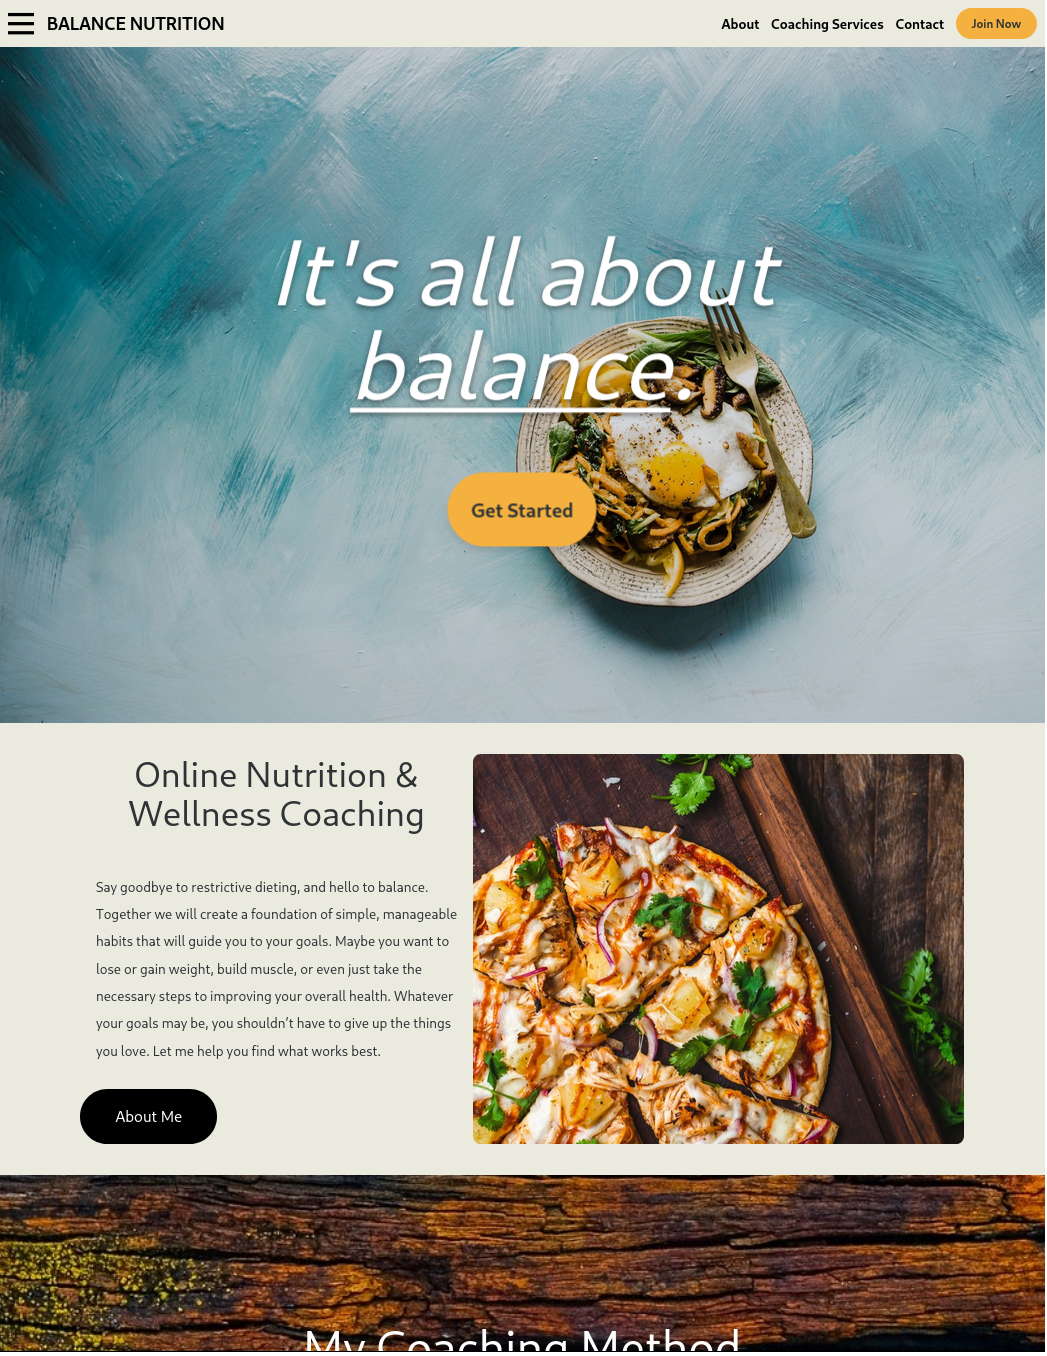 BALANCE NUTRITION
About Coaching Services Contact Join Now
It's all about
balance.
Get Started
Online Nutrition &
Wellness Coaching
Say goodbye to restrictive dieting, and hello to balance.
Together we will create a foundation of simple, manageable
habits that will guide you to your goals. Maybe you want to
lose or gain weight, build muscle, or even just take the
necessary steps to improving your overall health. Whatever
your goals may be, you shouldn’t have to give up the things
you love. Let me help you find what works best.
About Me
My Coaching Method